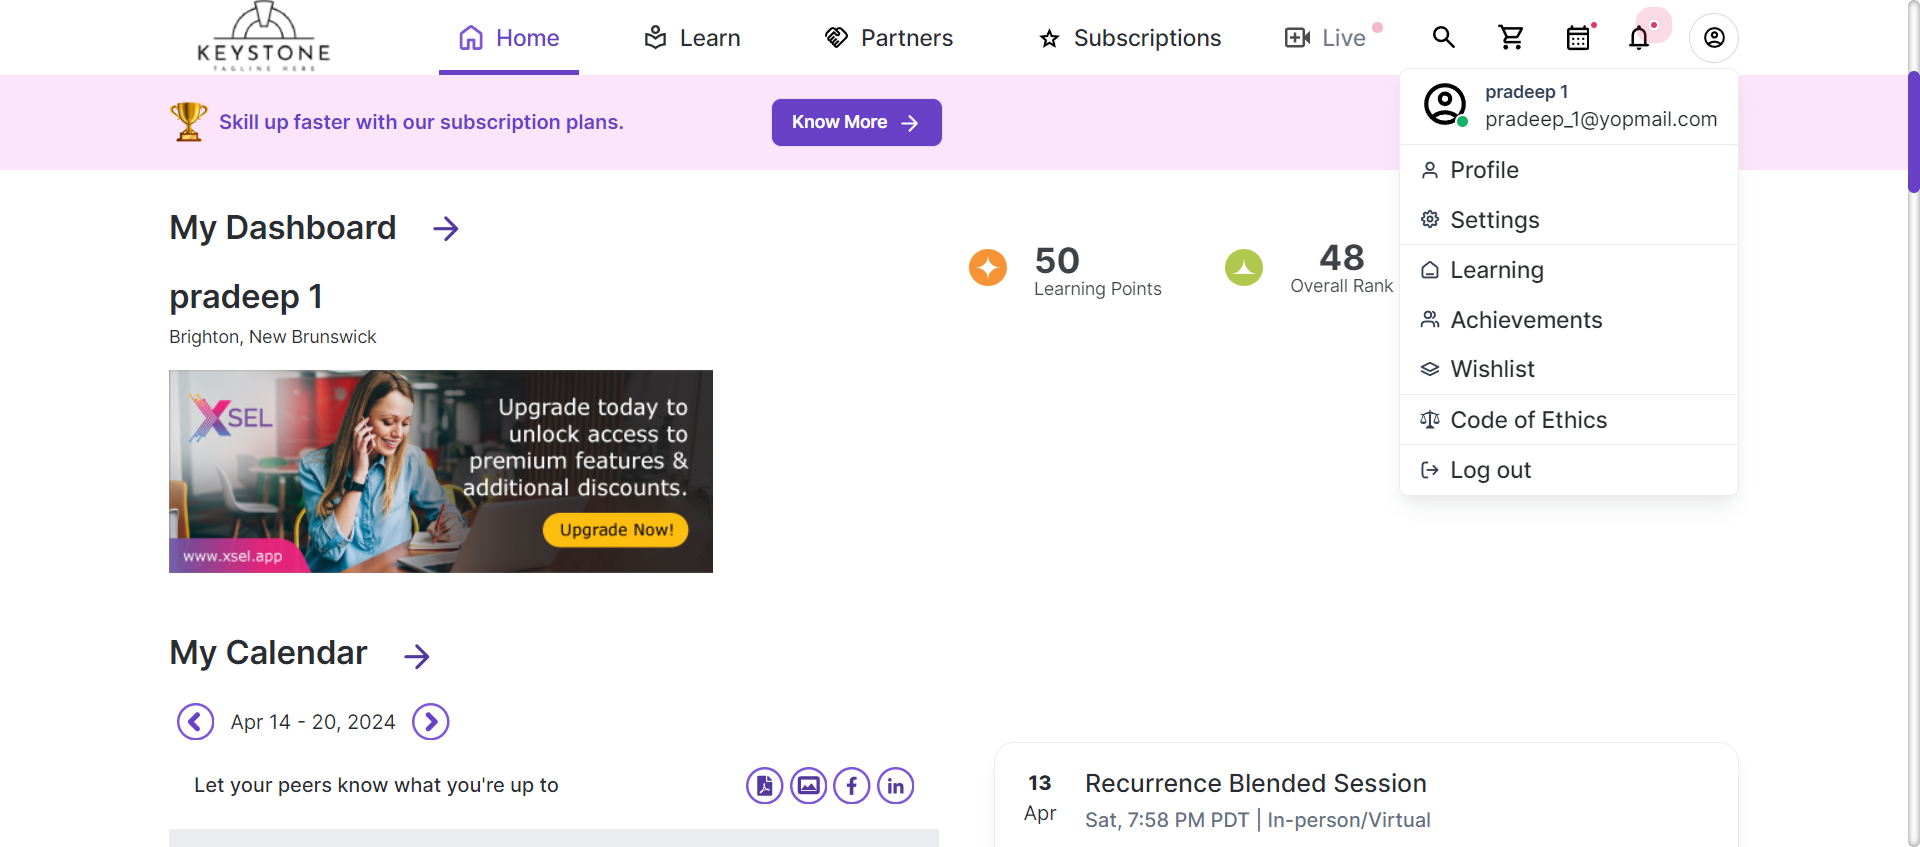 KEYSTONE
TAGLINE HERE
Home
Learn
Partners
Subscriptions
Live
Skill up faster with our subscription plans.
Know More
pradeep 1
pradeep_1@yopmail.com
Profile
Settings
Learning
Achievements
Wishlist
Code of Ethics
Log out
My Dashboard
pradeep 1
Brighton, New Brunswick
50
Learning Points
48
Overall Rank
XSEL
Upgrade today to
unlock access to
premium features &
additional discounts.
Upgrade Now!
www.xsel.app
My Calendar
Apr 14 - 20, 2024
Let your peers know what you're up to
13
Apr
Recurrence Blended Session
Sat, 7:58 PM PDT | In-person/Virtual